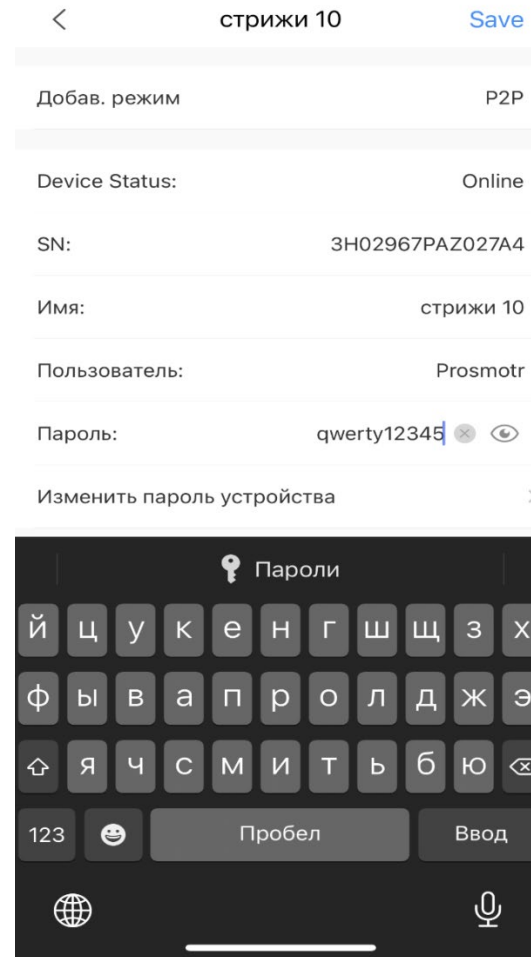 стрижи 10 Save
Добав. режим P2P
Device Status: Online
SN: 3H02967PAZ027A4
Имя: стрижи 10
Пользователь: Prosmotr
Пароль: qwerty12345
Изменить пароль устройства
Пароли
й ц у к е н г ш щ з х
ф ы в а п р о л д ж э
я ч с м и т ь б ю
123 Пробел Ввод